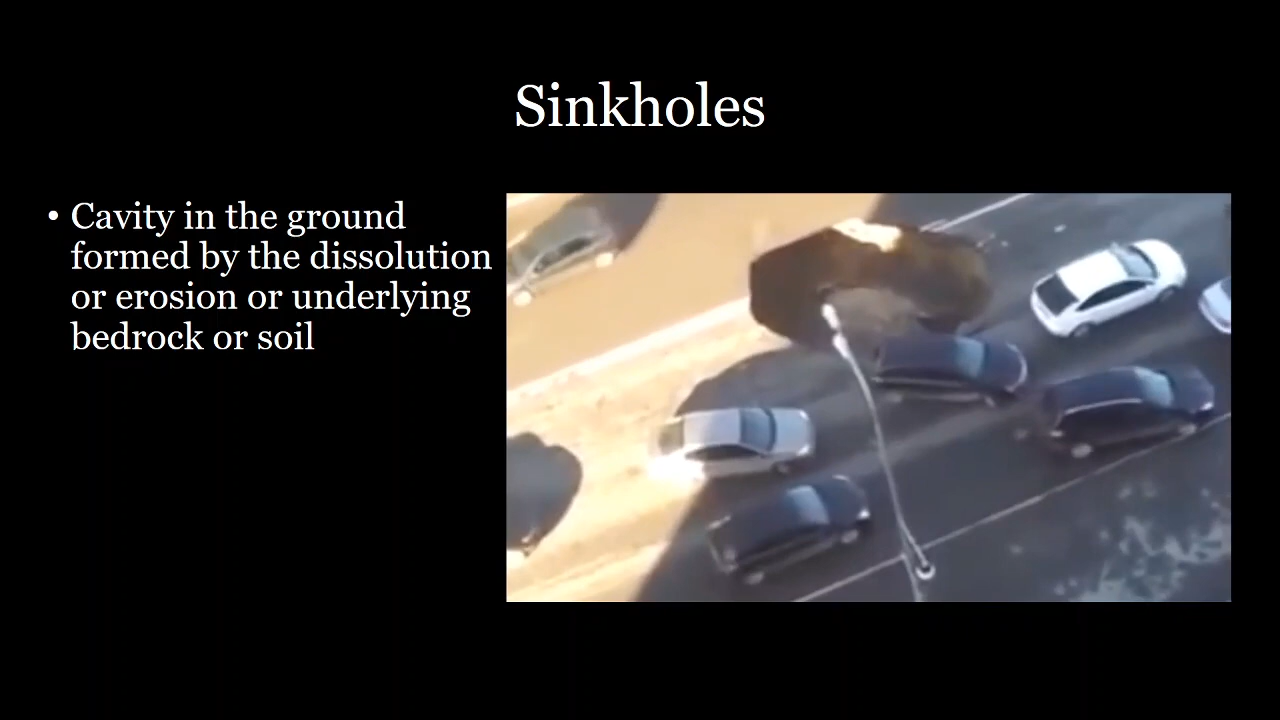 Sinkholes
• Cavity in the ground
formed by the dissolution
or erosion or underlying
bedrock or soil